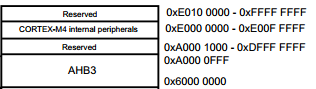 Reserved 0xE010 0000 - 0xFFFF FFFF
CORTEX-M4 internal peripherals 0xE000 0000 - 0xE00F FFFF
Reserved 0xA000 1000 - 0xDFFF FFFF
0xA000 0FFF
AHB3
0x6000 0000